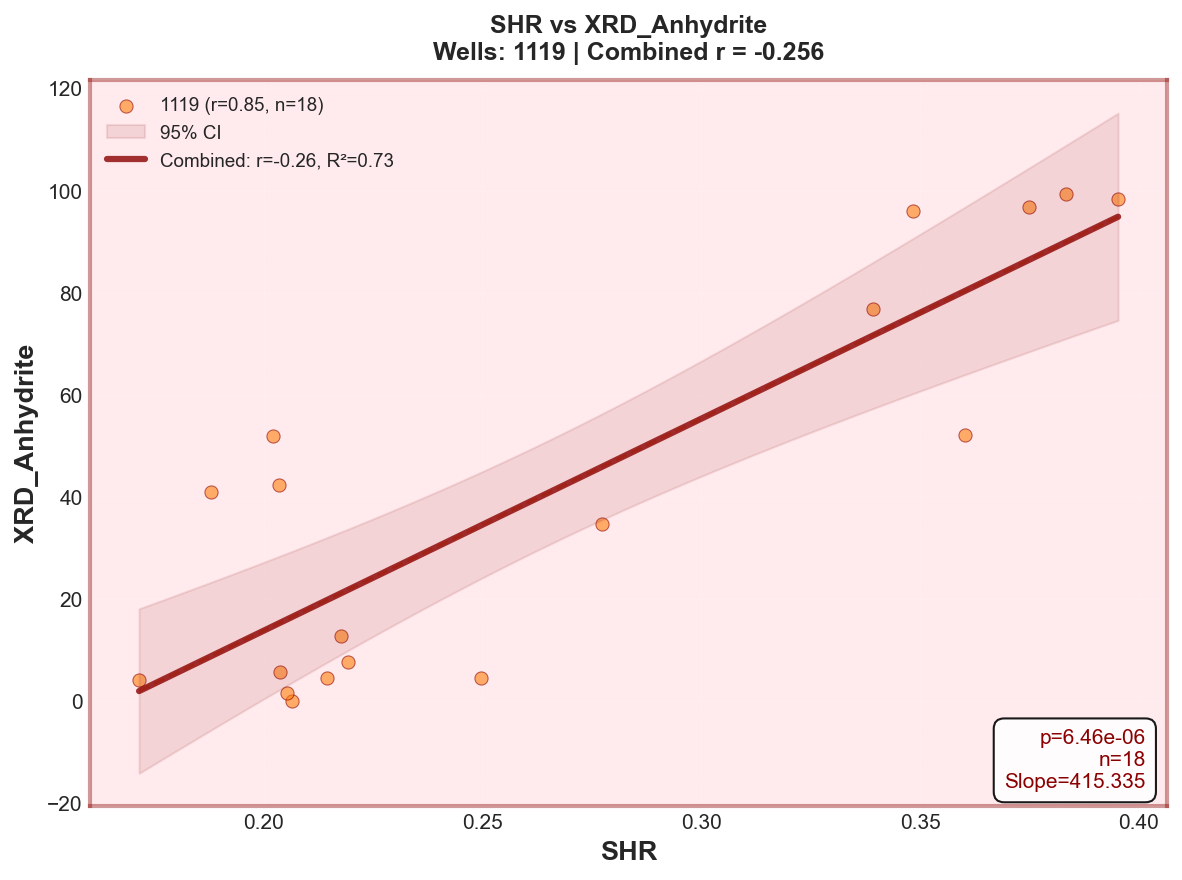 SHR vs XRD_Anhydrite
Wells: 1119 | Combined r = -0.256
1119 (r=0.85, n=18)
95% CI
Combined: r=-0.26, R²=0.73
XRD_Anhydrite
120
100
80
60
40
20
0
−20
p=6.46e-06
n=18
Slope=415.335
0.20 0.25 0.30 0.35 0.40
SHR